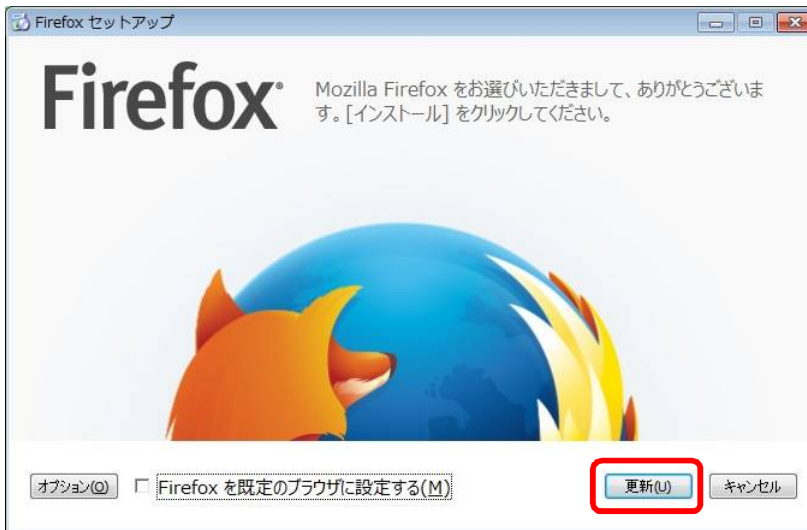 Firefox セットアップ
Firefox
Mozilla Firefox をお選びいただきまして、ありがとうございま
す。[インストール] をクリックしてください。
オプション(O)
Firefox を既定のブラウザに設定する(M)
更新(U)
キャンセル